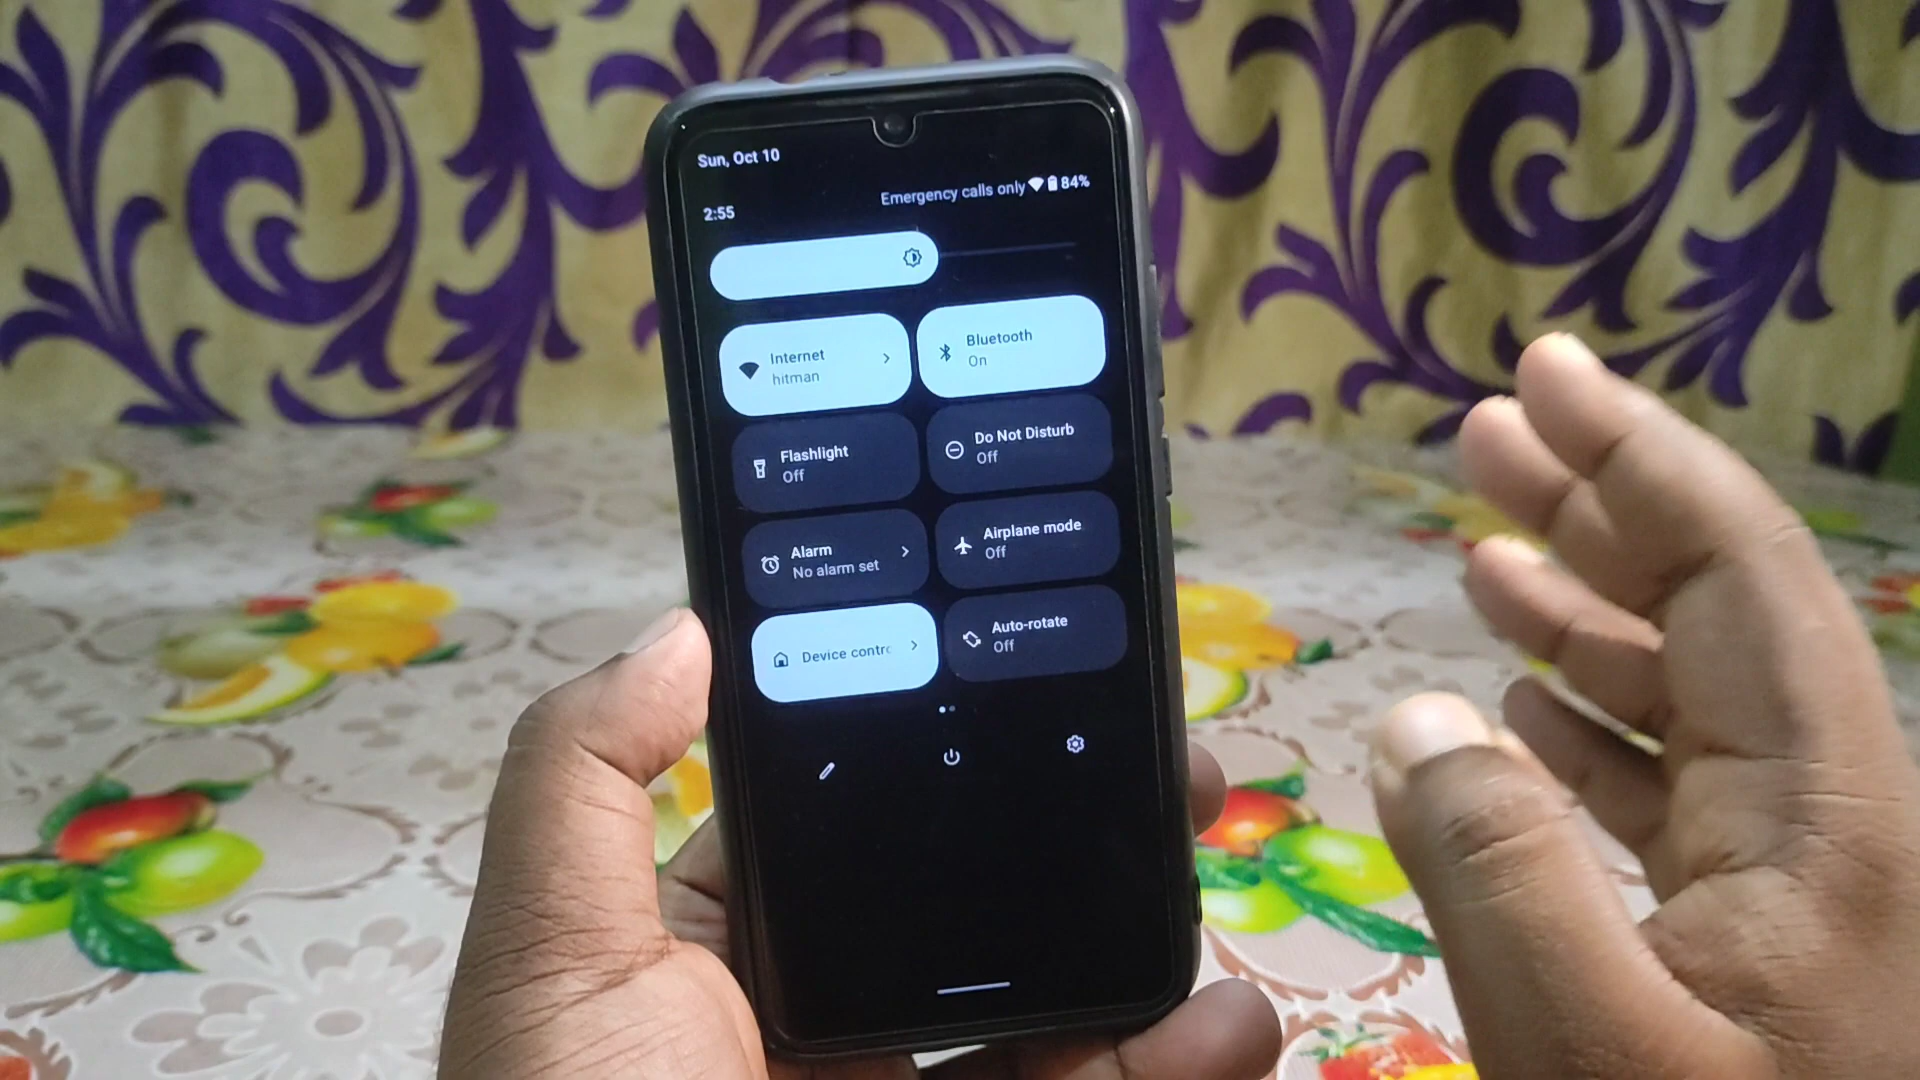 Sun, Oct 10
Emergency calls only 84%
2:55
Internet
hitman
Bluetooth
On
Flashlight
Off
Do Not Disturb
Off
Alarm
No alarm set
Airplane mode
Off
Device contr
Auto-rotate
Off